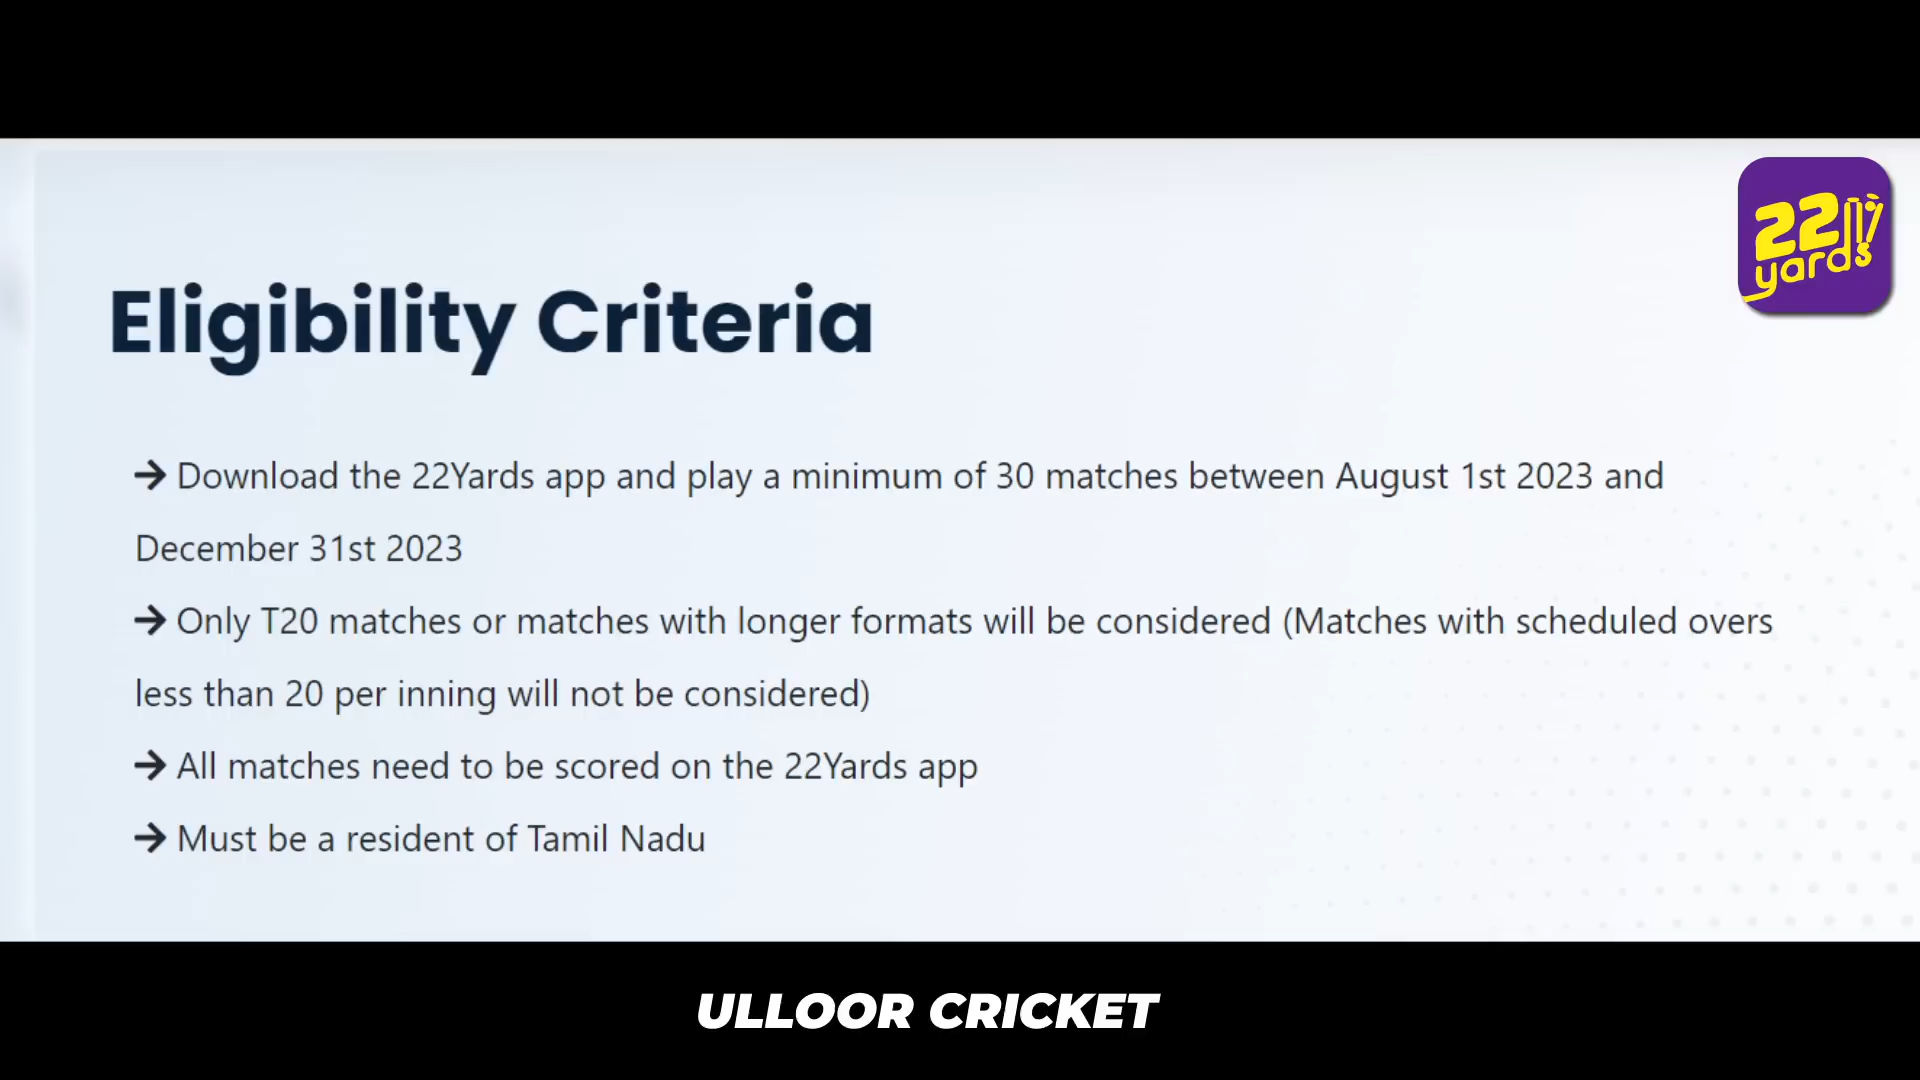 22
yards
Eligibility Criteria
→ Download the 22Yards app and play a minimum of 30 matches between August 1st 2023 and
December 31st 2023
→ Only T20 matches or matches with longer formats will be considered (Matches with scheduled overs
less than 20 per inning will not be considered)
→ All matches need to be scored on the 22Yards app
→ Must be a resident of Tamil Nadu
ULLOOR CRICKET